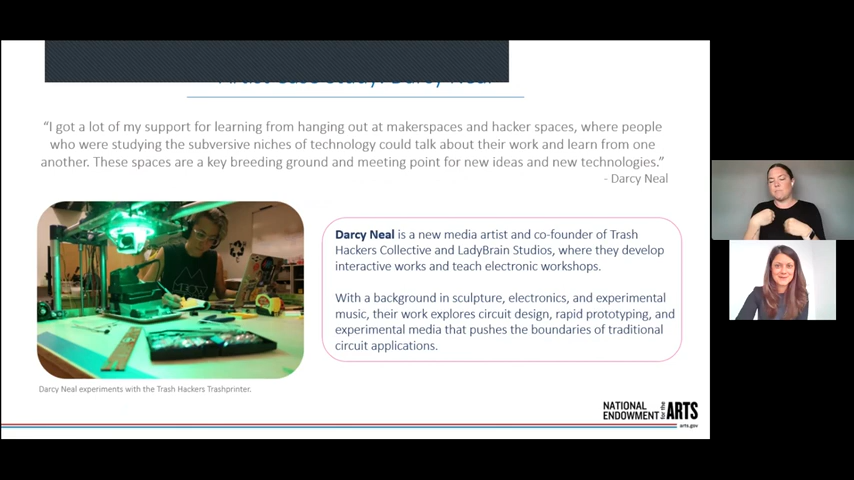 Artist Case Study: Darcy Neal
“I got a lot of my support for learning from hanging out at makerspaces and hacker spaces, where people
who were studying the subversive niches of technology could talk about their work and learn from one
another. These spaces are a key breeding ground and meeting point for new ideas and new technologies.”
- Darcy Neal
Darcy Neal is a new media artist and co-founder of Trash
Hackers Collective and LadyBrain Studios, where they develop
interactive works and teach electronic workshops.
With a background in sculpture, electronics, and experimental
music, their work explores circuit design, rapid prototyping, and
experimental media that pushes the boundaries of traditional
circuit applications.
Darcy Neal experiments with the Trash Hackers Trashprinter.
NATIONAL
ENDOWMENT for the ARTS
arts.gov